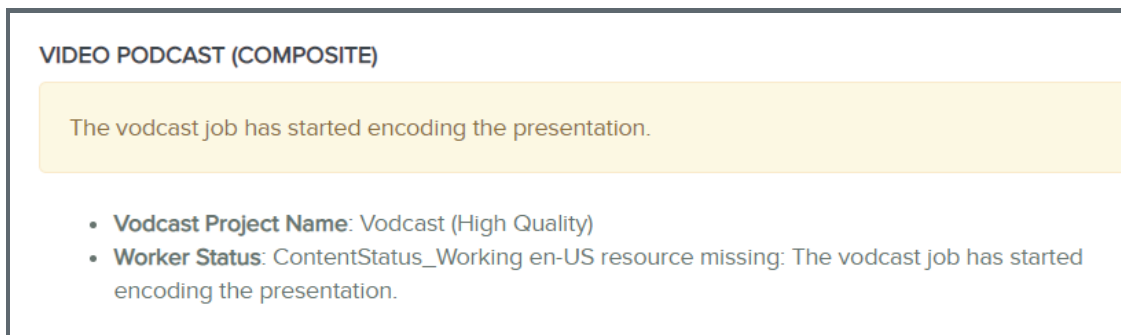 VIDEO PODCAST (COMPOSITE)
The vodcast job has started encoding the presentation.
• Vodcast Project Name: Vodcast (High Quality)
• Worker Status: ContentStatus_Working en-US resource missing: The vodcast job has started
encoding the presentation.